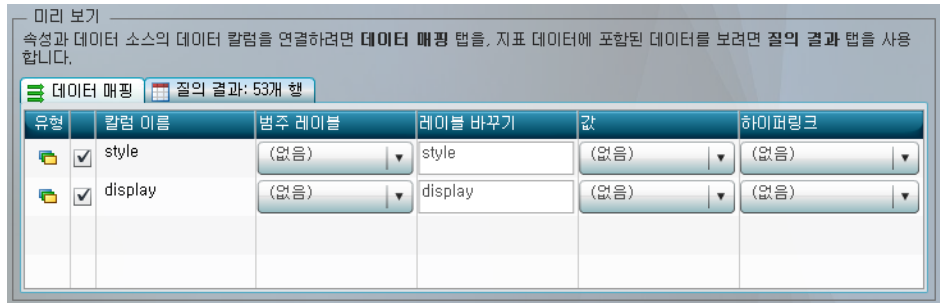 미리 보기
속성과 데이터 소스의 데이터 칼럼을 연결하려면 데이터 매핑 탭을, 지표 데이터에 포함된 데이터를 보려면 질의 결과 탭을 사용
합니다.
데이터 매핑 질의 결과: 53개 행
유형 칼럼 이름 범주 레이블 레이블 바꾸기 값 하이퍼링크
style (없음) style (없음) (없음)
display (없음) display (없음) (없음)